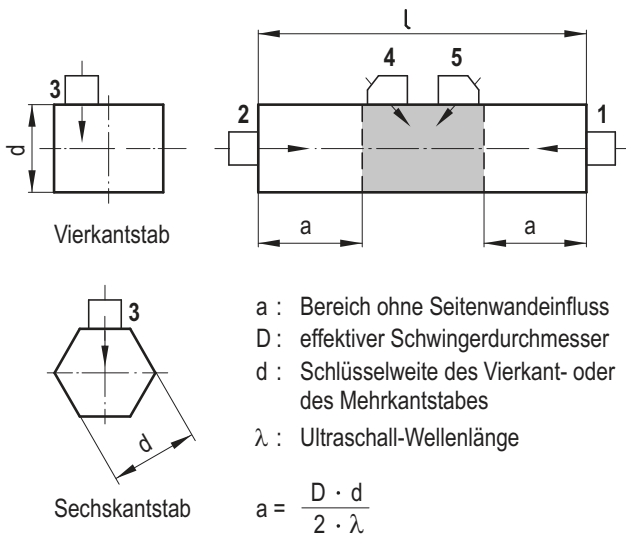 l
3
4
5
2
1
d
a
a
Vierkantstab
3
d
Sechskantstab
a : Bereich ohne Seitenwandeinfluss
D : effektiver Schwingerdurchmesser
d : Schlüsselweite des Vierkant- oder
des Mehrkantstabes
λ : Ultraschall-Wellenlänge
a = D · d
2 · λ